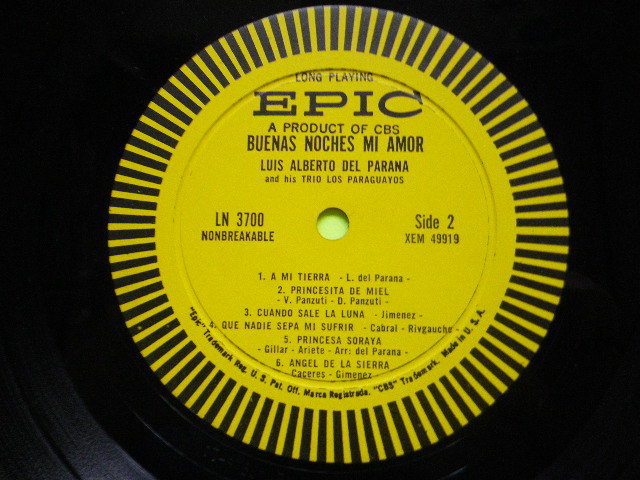 LONG PLAYING
EPIC
A PRODUCT OF CBS
BUENAS NOCHES MI AMOR
LUIS ALBERTO DEL PARANA
and his TRIO LOS PARAGUAYOS
LN 3700
NONBREAKABLE
Side 2
XEM 49919
1. A MI TIERRA - L. del Parana -
2. PRINCESITA DE MIEL
- V. Panzuti - D. Panzuti -
3. CUANDO SALE LA LUNA - Jimenez -
4. QUE NADIE SEPA MI SUFRIR - Cabral - Rivgauche -
5. PRINCESA SORAYA
- Gillar - Ariete - Arr: del Parana -
6. ANGEL DE LA SIERRA
- Caceres - Gimenez -
"Epic" Trademark Reg. U. S. Pat. Off. Marca Registrada. "CBS" Trademark. Made in U. S. A.